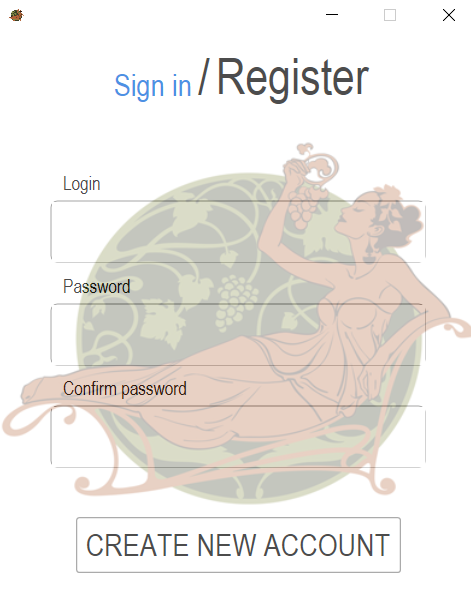 Sign in / Register
Login
Password
Confirm password
CREATE NEW ACCOUNT